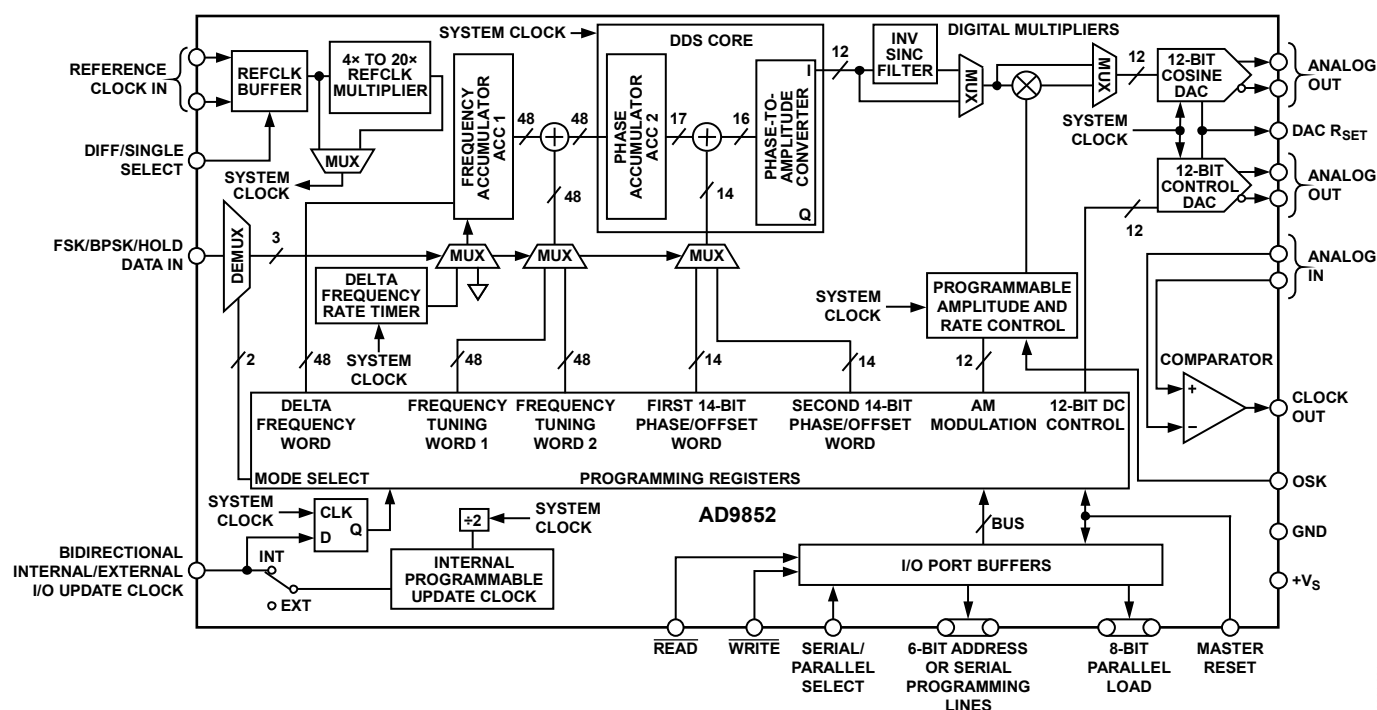 SYSTEM CLOCK
DDS CORE
DIGITAL MULTIPLIERS
REFERENCE
CLOCK IN
REFCLK
BUFFER
4× TO 20×
REFCLK
MULTIPLIER
FREQUENCY
ACCUMULATOR
ACC 1
48
48
PHASE
ACCUMULATOR
ACC 2
17
16
PHASE-TO-
AMPLITUDE
CONVERTER
I
Q
12
INV
SINC
FILTER
MUX
MUX
12
12-BIT
COSINE
DAC
ANALOG
OUT
DIFF/SINGLE
SELECT
MUX
SYSTEM
CLOCK
48
14
SYSTEM
CLOCK
DAC RSET
12-BIT
CONTROL
DAC
12
ANALOG
OUT
FSK/BPSK/HOLD
DATA IN
DEMUX
3
MUX
MUX
MUX
ANALOG
IN
DELTA
FREQUENCY
RATE TIMER
SYSTEM
CLOCK
SYSTEM
CLOCK
PROGRAMMABLE
AMPLITUDE AND
RATE CONTROL
2
48
48
48
14
14
12
COMPARATOR
+
−
CLOCK
OUT
DELTA
FREQUENCY
WORD
FREQUENCY
TUNING
WORD 1
FREQUENCY
TUNING
WORD 2
FIRST 14-BIT
PHASE/OFFSET
WORD
SECOND 14-BIT
PHASE/OFFSET
WORD
AM
MODULATION
12-BIT DC
CONTROL
MODE SELECT
PROGRAMMING REGISTERS
OSK
SYSTEM
CLOCK
CLK
D
Q
÷2
SYSTEM
CLOCK
AD9852
BUS
GND
BIDIRECTIONAL
INTERNAL/EXTERNAL
I/O UPDATE CLOCK
INT
EXT
INTERNAL
PROGRAMMABLE
UPDATE CLOCK
I/O PORT BUFFERS
+VS
READ
WRITE
SERIAL/
PARALLEL
SELECT
6-BIT ADDRESS
OR SERIAL
PROGRAMMING
LINES
8-BIT
PARALLEL
LOAD
MASTER
RESET